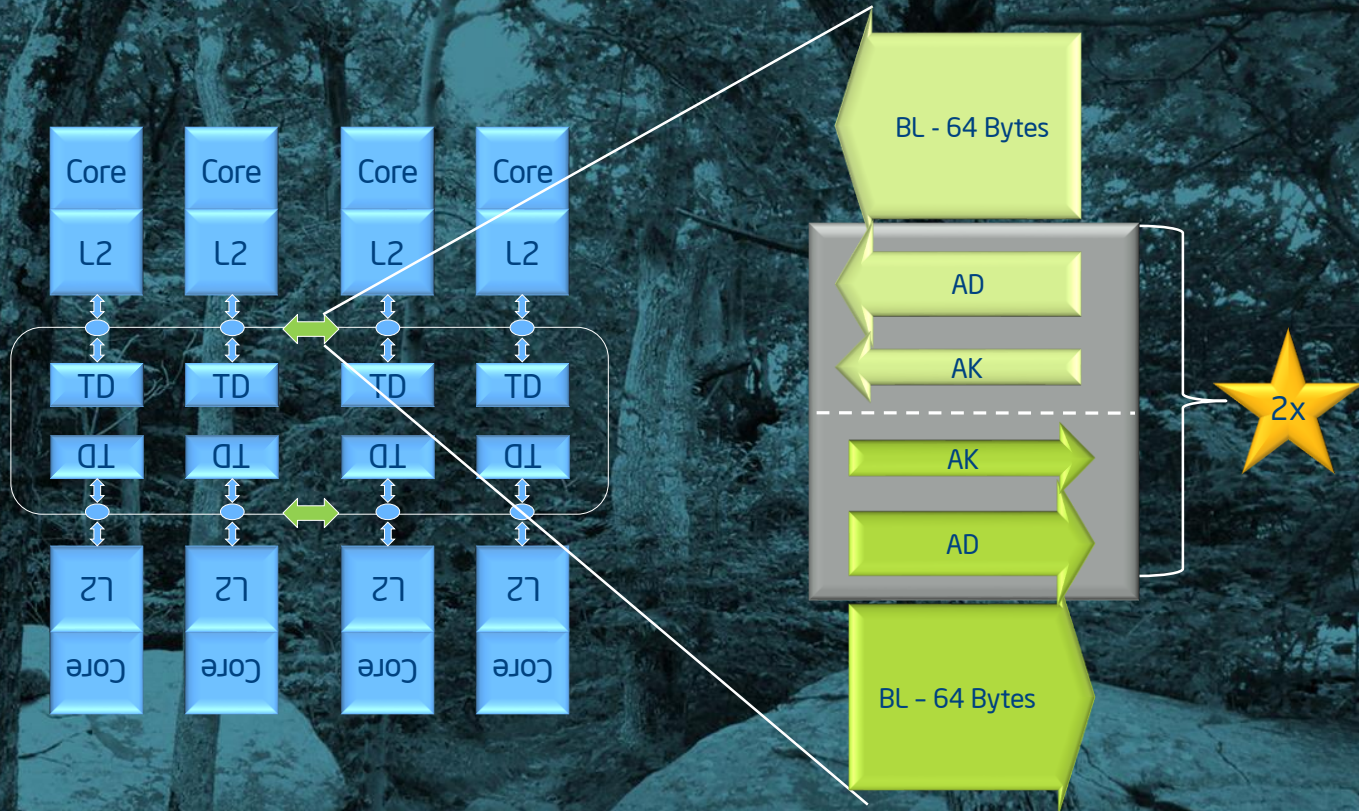 Core Core Core Core
L2 L2 L2 L2
TD TD TD TD
TD TD TD TD
L2 L2 L2 L2
Core Core Core Core
BL - 64 Bytes
AD
AK
AK
AD
BL – 64 Bytes
2x